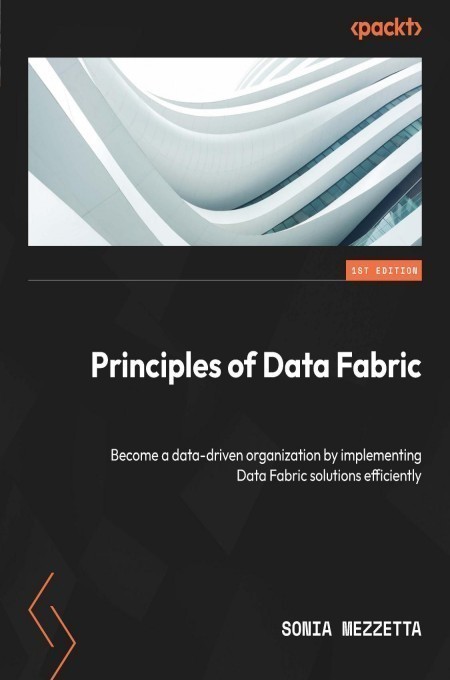 <packt>
1ST EDITION
Principles of Data Fabric
Become a data-driven organization by implementing
Data Fabric solutions efficiently
SONIA MEZZETTA